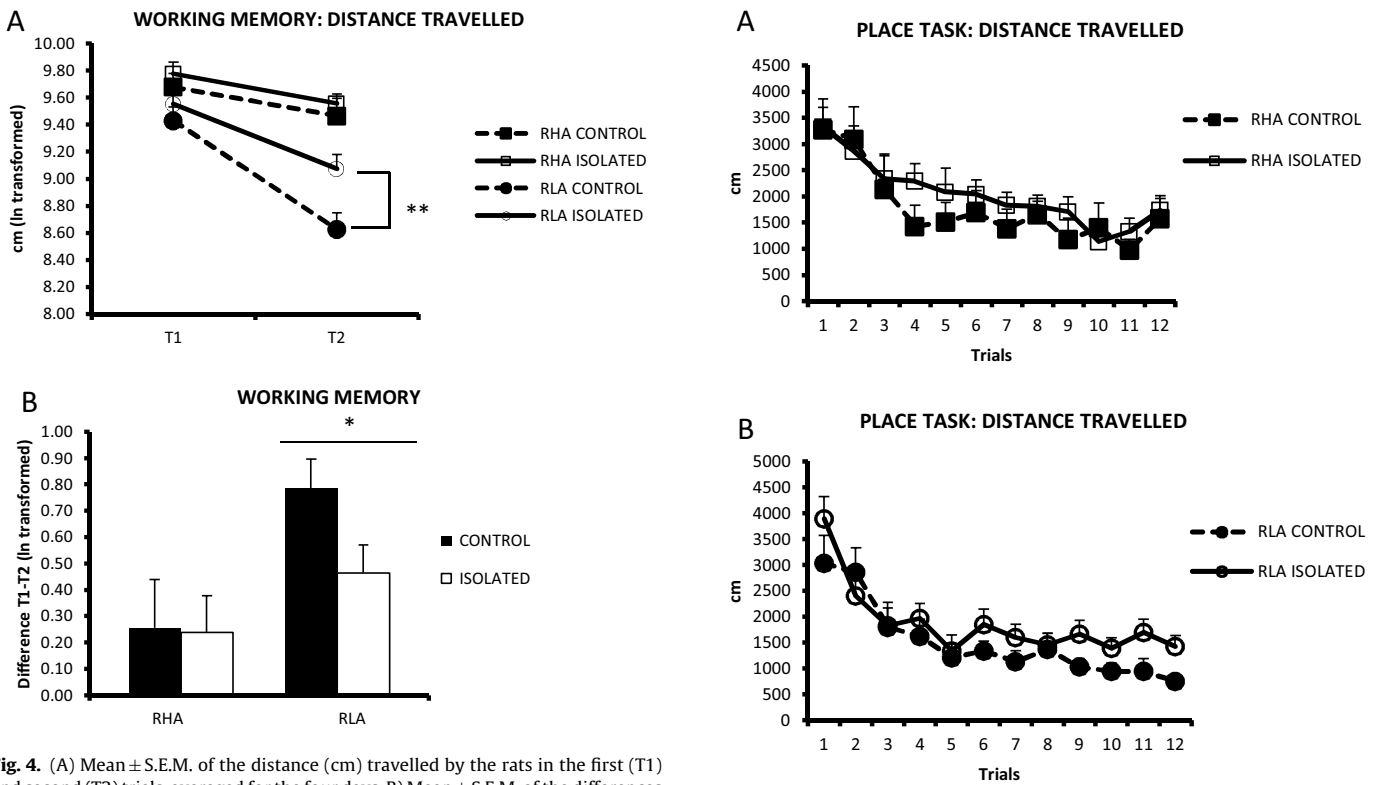 A
WORKING MEMORY: DISTANCE TRAVELLED
cm (ln transformed)
10.00
9.80
9.60
9.40
9.20
9.00
8.80
8.60
8.40
8.20
8.00
T1 T2
**
RHA CONTROL
RHA ISOLATED
RLA CONTROL
RLA ISOLATED
B
WORKING MEMORY
Difference T1-T2 (ln transformed)
1.00
0.90
0.80
0.70
0.60
0.50
0.40
0.30
0.20
0.10
0.00
*
RHA RLA
CONTROL
ISOLATED
ig. 4. (A) Mean ± S.E.M. of the distance (cm) travelled by the rats in the first (T1)
nd second (T2) trials, averaged for the four days. B) Mean ± S.E.M. of the differences
A
PLACE TASK: DISTANCE TRAVELLED
cm
4500
4000
3500
3000
2500
2000
1500
1000
500
0
1 2 3 4 5 6 7 8 9 10 11 12
Trials
RHA CONTROL
RHA ISOLATED
B
PLACE TASK: DISTANCE TRAVELLED
cm
5000
4500
4000
3500
3000
2500
2000
1500
1000
500
0
1 2 3 4 5 6 7 8 9 10 11 12
Trials
RLA CONTROL
RLA ISOLATED